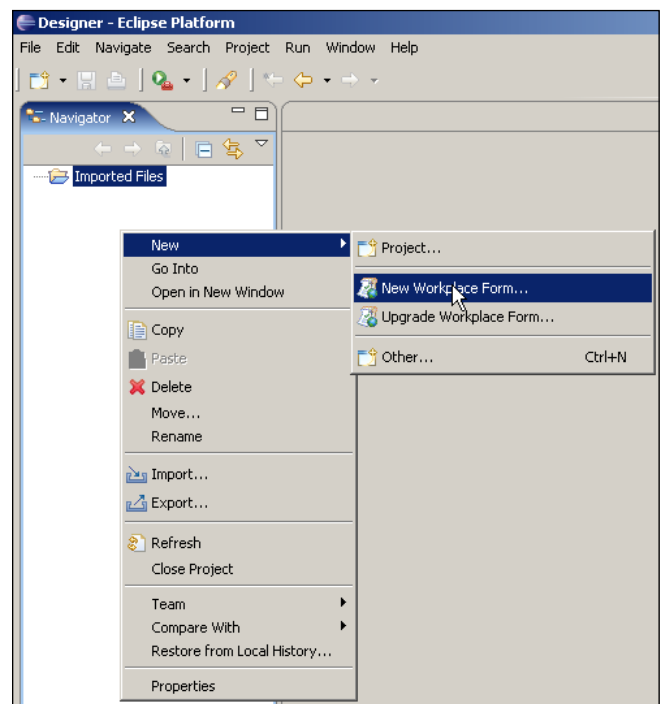 Designer - Eclipse Platform
File Edit Navigate Search Project Run Window Help
Navigator
Imported Files
New
Project...
Go Into
New Workplace Form...
Open in New Window
Upgrade Workplace Form...
Copy
Paste
Other... Ctrl+N
Delete
Move...
Rename
Import...
Export...
Refresh
Close Project
Team
Compare With
Restore from Local History...
Properties